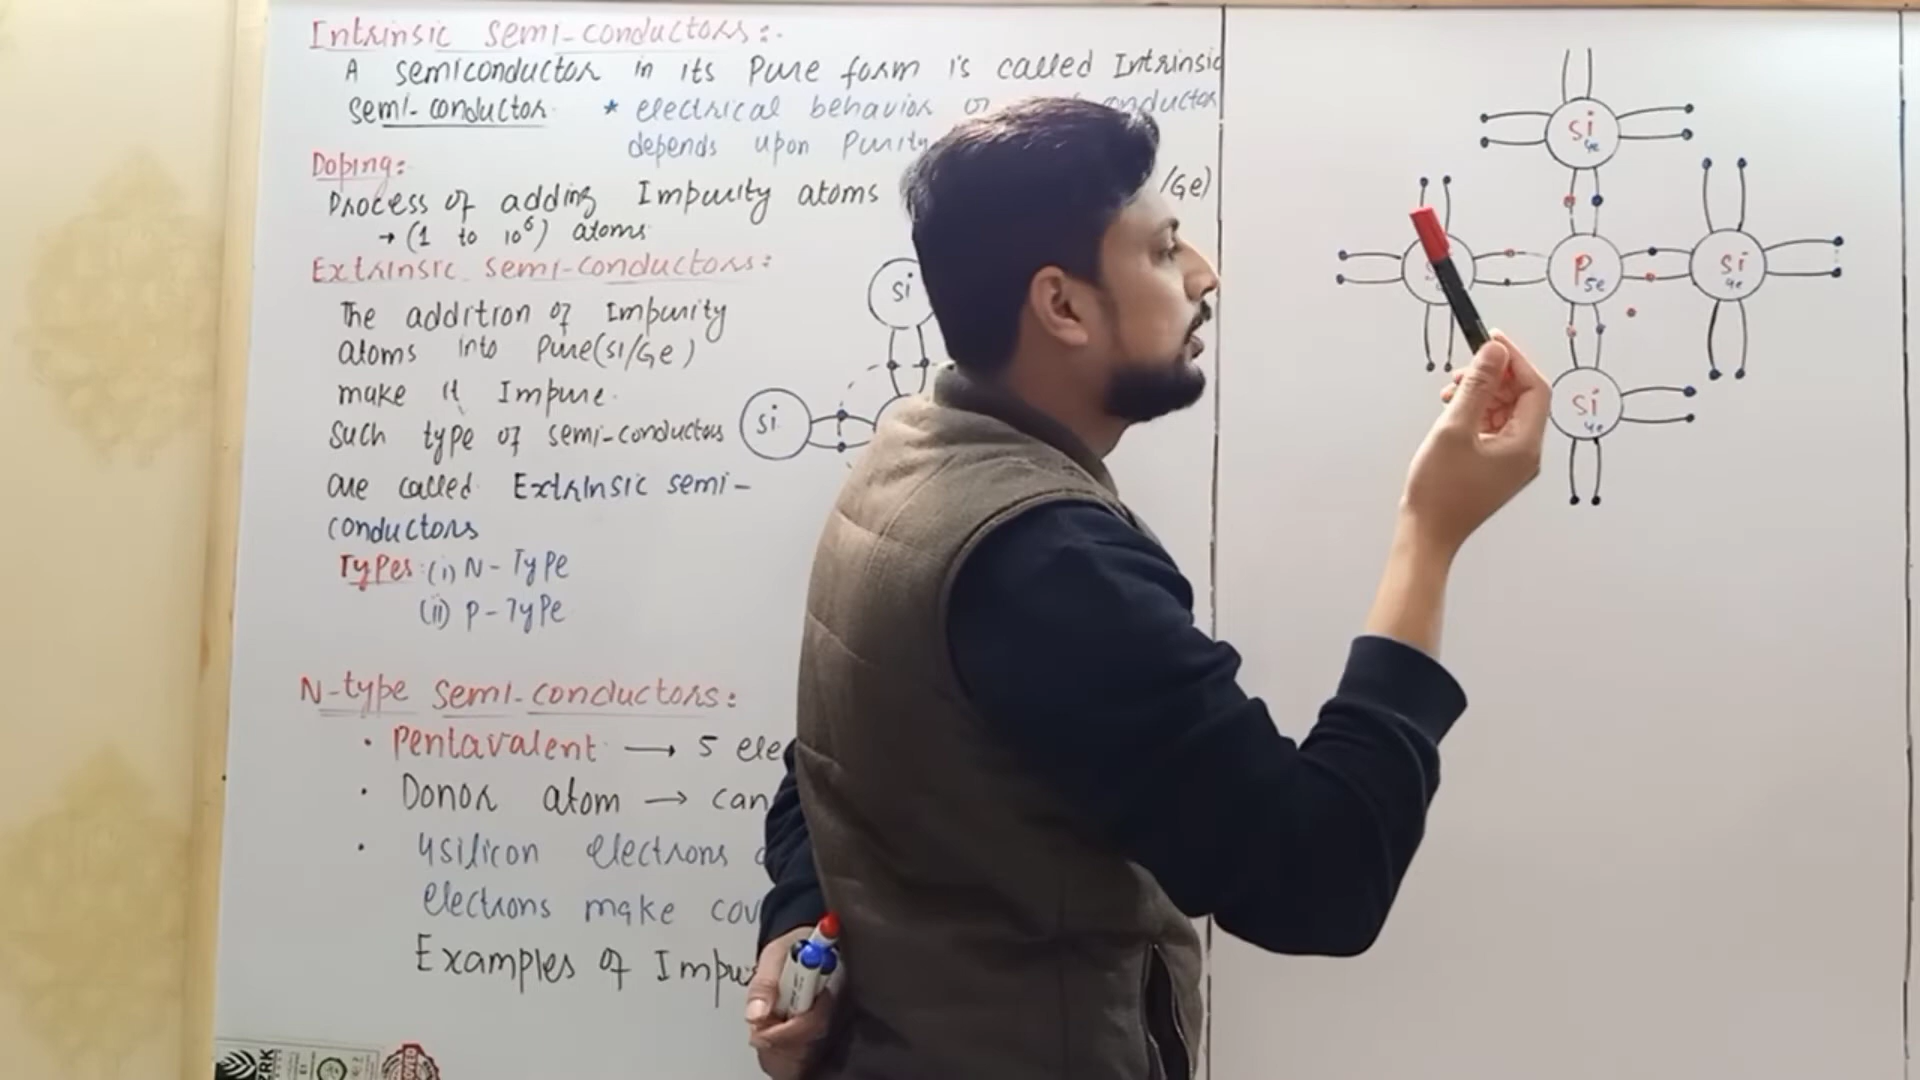 Intrinsic semi-conductors:-
A semiconductor in its Pure form is called Intrinsic
semi-conductor. * electrical behavior
depends upon Purity
Doping:
Process of adding Impurity atoms /Ge)
→ (1 to 10⁶) atoms
Extrinsic semi-conductors:
The addition of Impurity
atoms into Pure(Si/Ge)
make it Impure.
Such type of semi-conductors
are called Extrinsic semi-
conductors
Types: (i) N-Type
(ii) P-Type
N-type semi-conductors:
· Pentavalent → 5
· Donor atom → can
· 4silicon electrons
electrons make
Examples of
Si
Si
Si
4e
P
5e
Si
4e
Si
4e